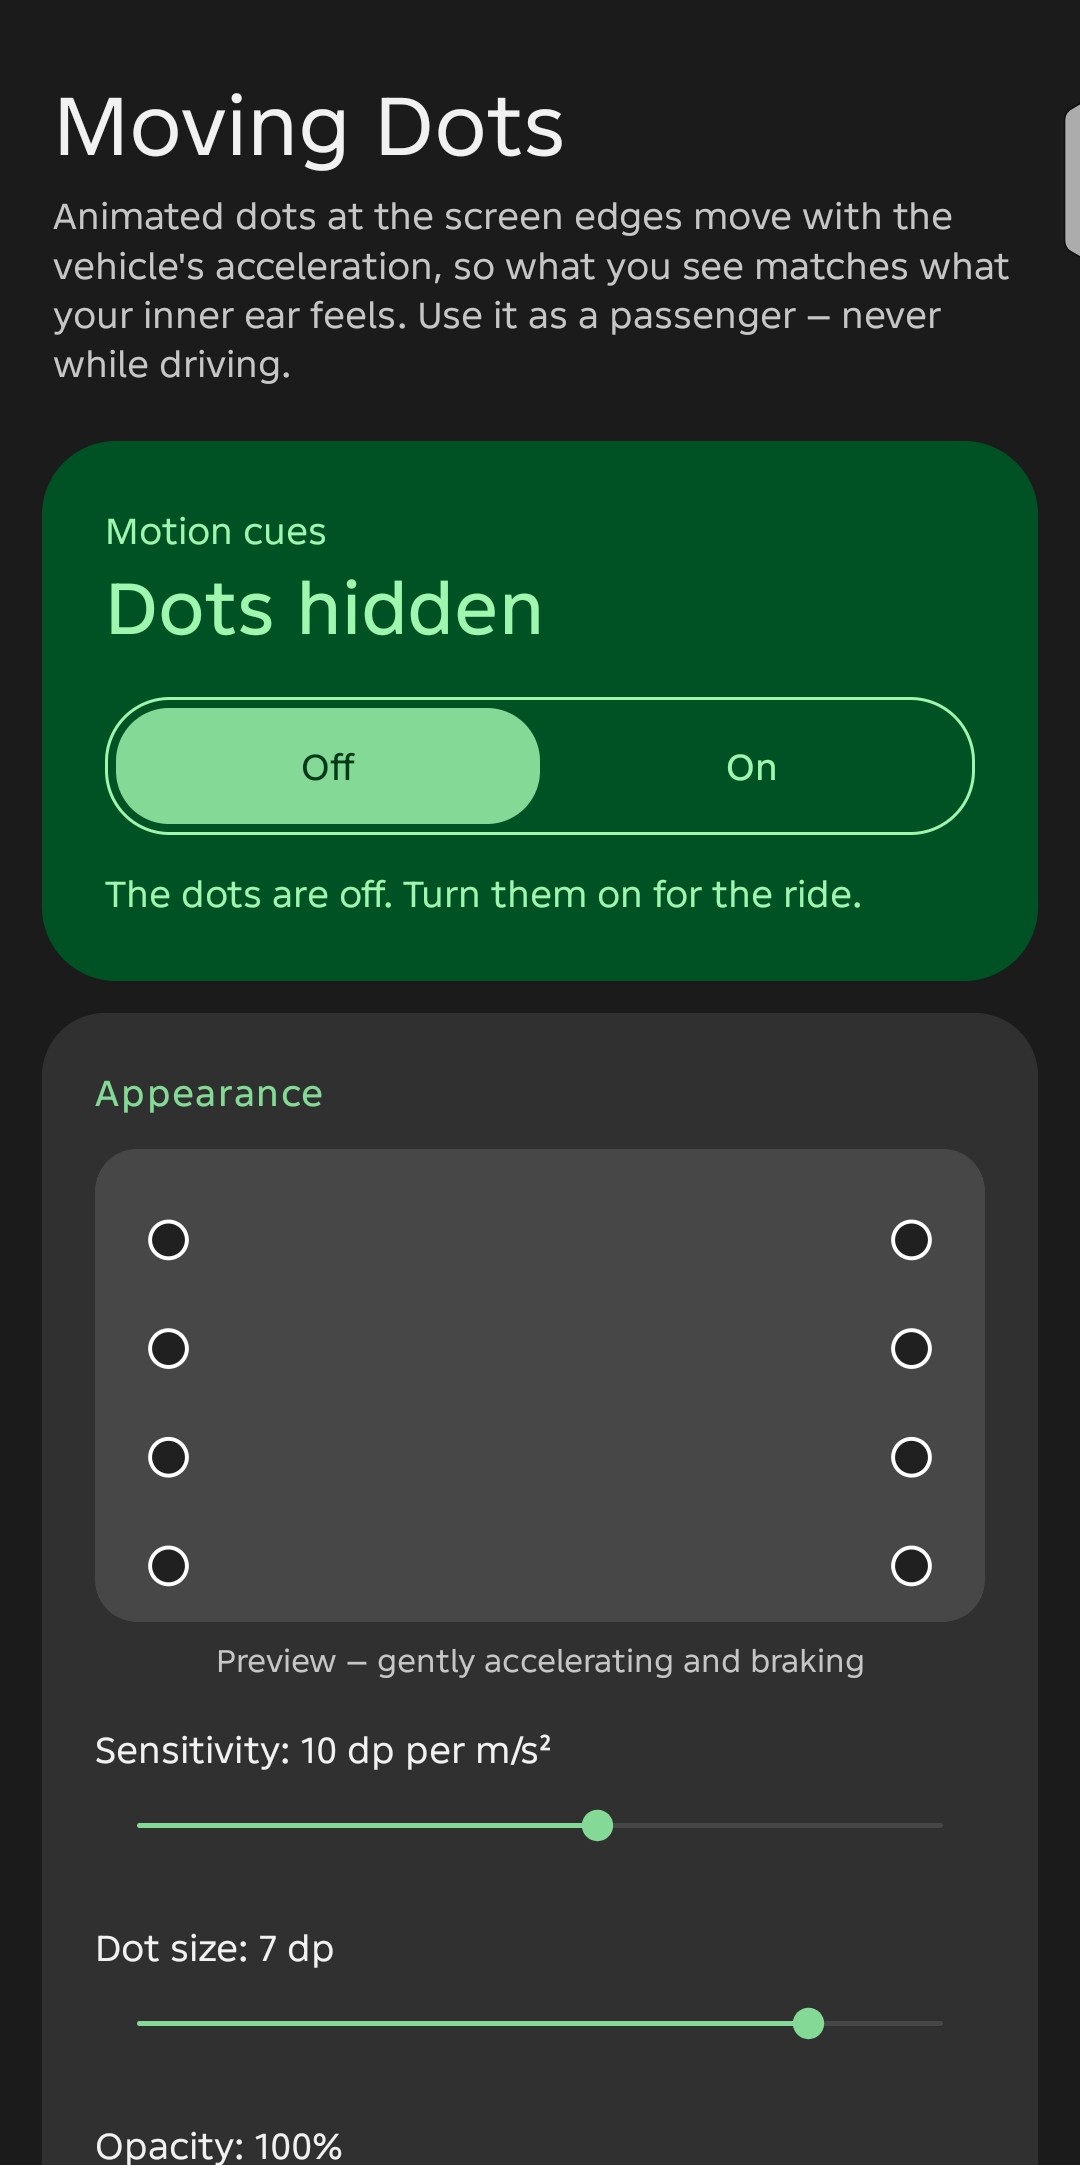 Moving Dots
Animated dots at the screen edges move with the
vehicle's acceleration, so what you see matches what
your inner ear feels. Use it as a passenger – never
while driving.
Motion cues
Dots hidden
Off
On
The dots are off. Turn them on for the ride.
Appearance
Preview – gently accelerating and braking
Sensitivity: 10 dp per m/s²
Dot size: 7 dp
Opacity: 100%